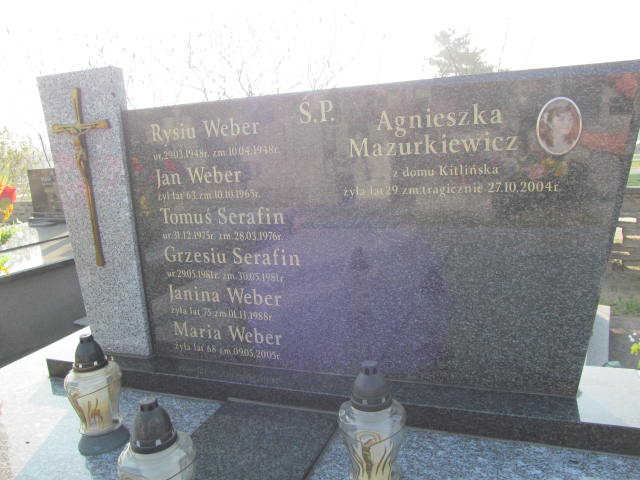 Ś.P.
Rysiu Weber
ur.29.03.1948r. zm.10.04.1948r.
Jan Weber
żył lat 63 zm.10.10.1965r.
Tomuś Serafin
ur.31.12.1975r. zm.28.03.1976r.
Grzesiu Serafin
ur.29.05.1981r. zm.30.05.1981r
Janina Weber
żyła lat 75 zm.01.11.1988r.
Maria Weber
żyła lat 68 zm.09.05.2005r.
Agnieszka
Mazurkiewicz
z domu Kitlińska
żyła lat 29 zm.tragicznie 27.10.2004r.